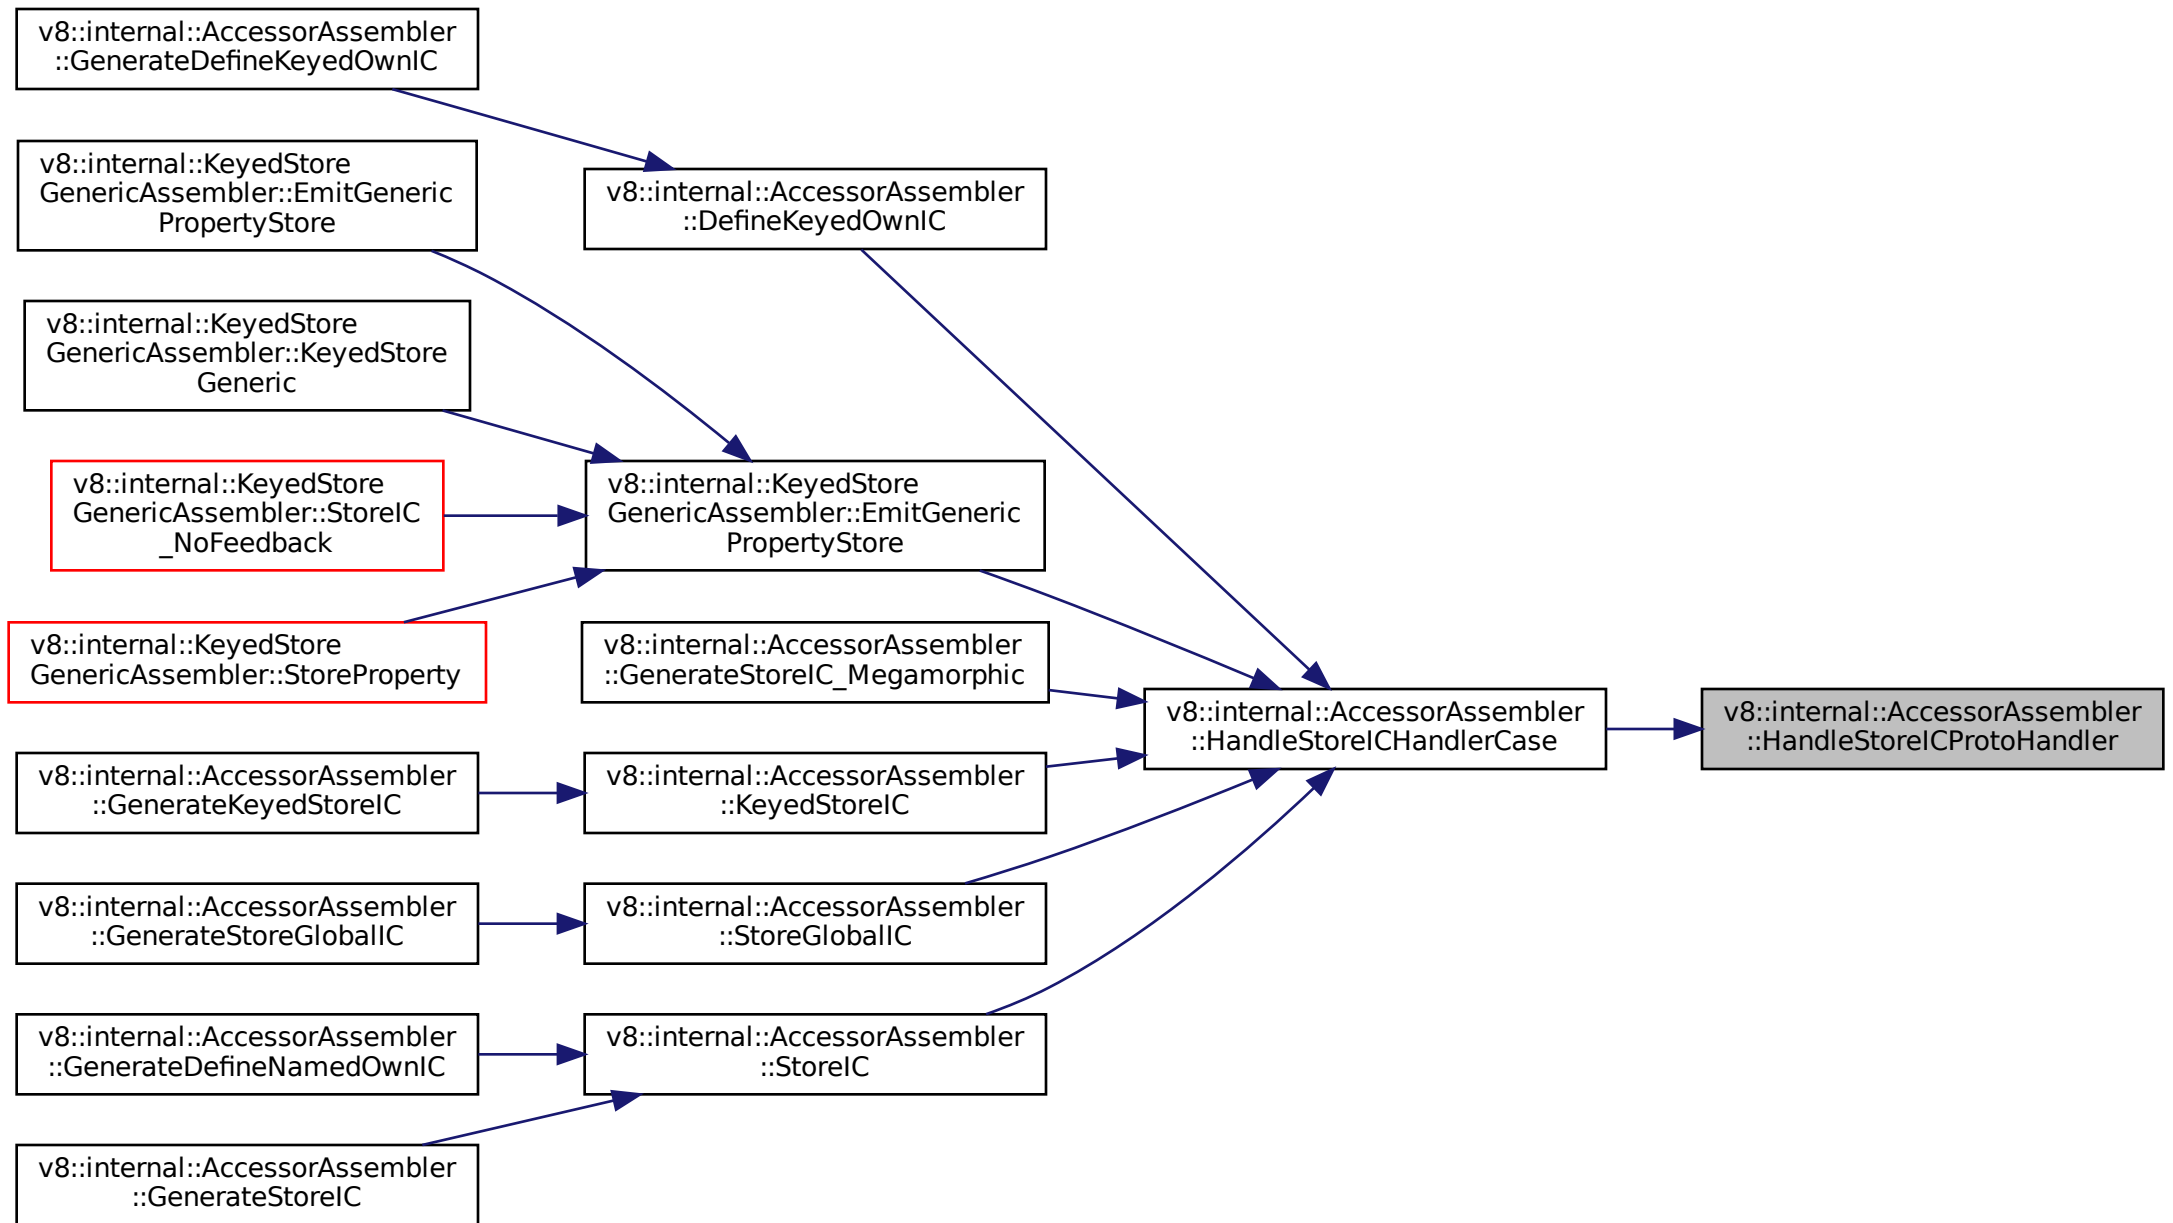 v8::internal::AccessorAssembler
::GenerateDefineKeyedOwnIC
v8::internal::KeyedStore
GenericAssembler::EmitGeneric
PropertyStore
v8::internal::KeyedStore
GenericAssembler::KeyedStore
Generic
v8::internal::KeyedStore
GenericAssembler::StoreIC
_NoFeedback
v8::internal::KeyedStore
GenericAssembler::StoreProperty
v8::internal::AccessorAssembler
::GenerateKeyedStoreIC
v8::internal::AccessorAssembler
::GenerateStoreGlobalIC
v8::internal::AccessorAssembler
::GenerateDefineNamedOwnIC
v8::internal::AccessorAssembler
::GenerateStoreIC
v8::internal::AccessorAssembler
::DefineKeyedOwnIC
v8::internal::KeyedStore
GenericAssembler::EmitGeneric
PropertyStore
v8::internal::AccessorAssembler
::GenerateStoreIC_Megamorphic
v8::internal::AccessorAssembler
::KeyedStoreIC
v8::internal::AccessorAssembler
::StoreGlobalIC
v8::internal::AccessorAssembler
::StoreIC
v8::internal::AccessorAssembler
::HandleStoreICHandlerCase
v8::internal::AccessorAssembler
::HandleStoreICProtoHandler